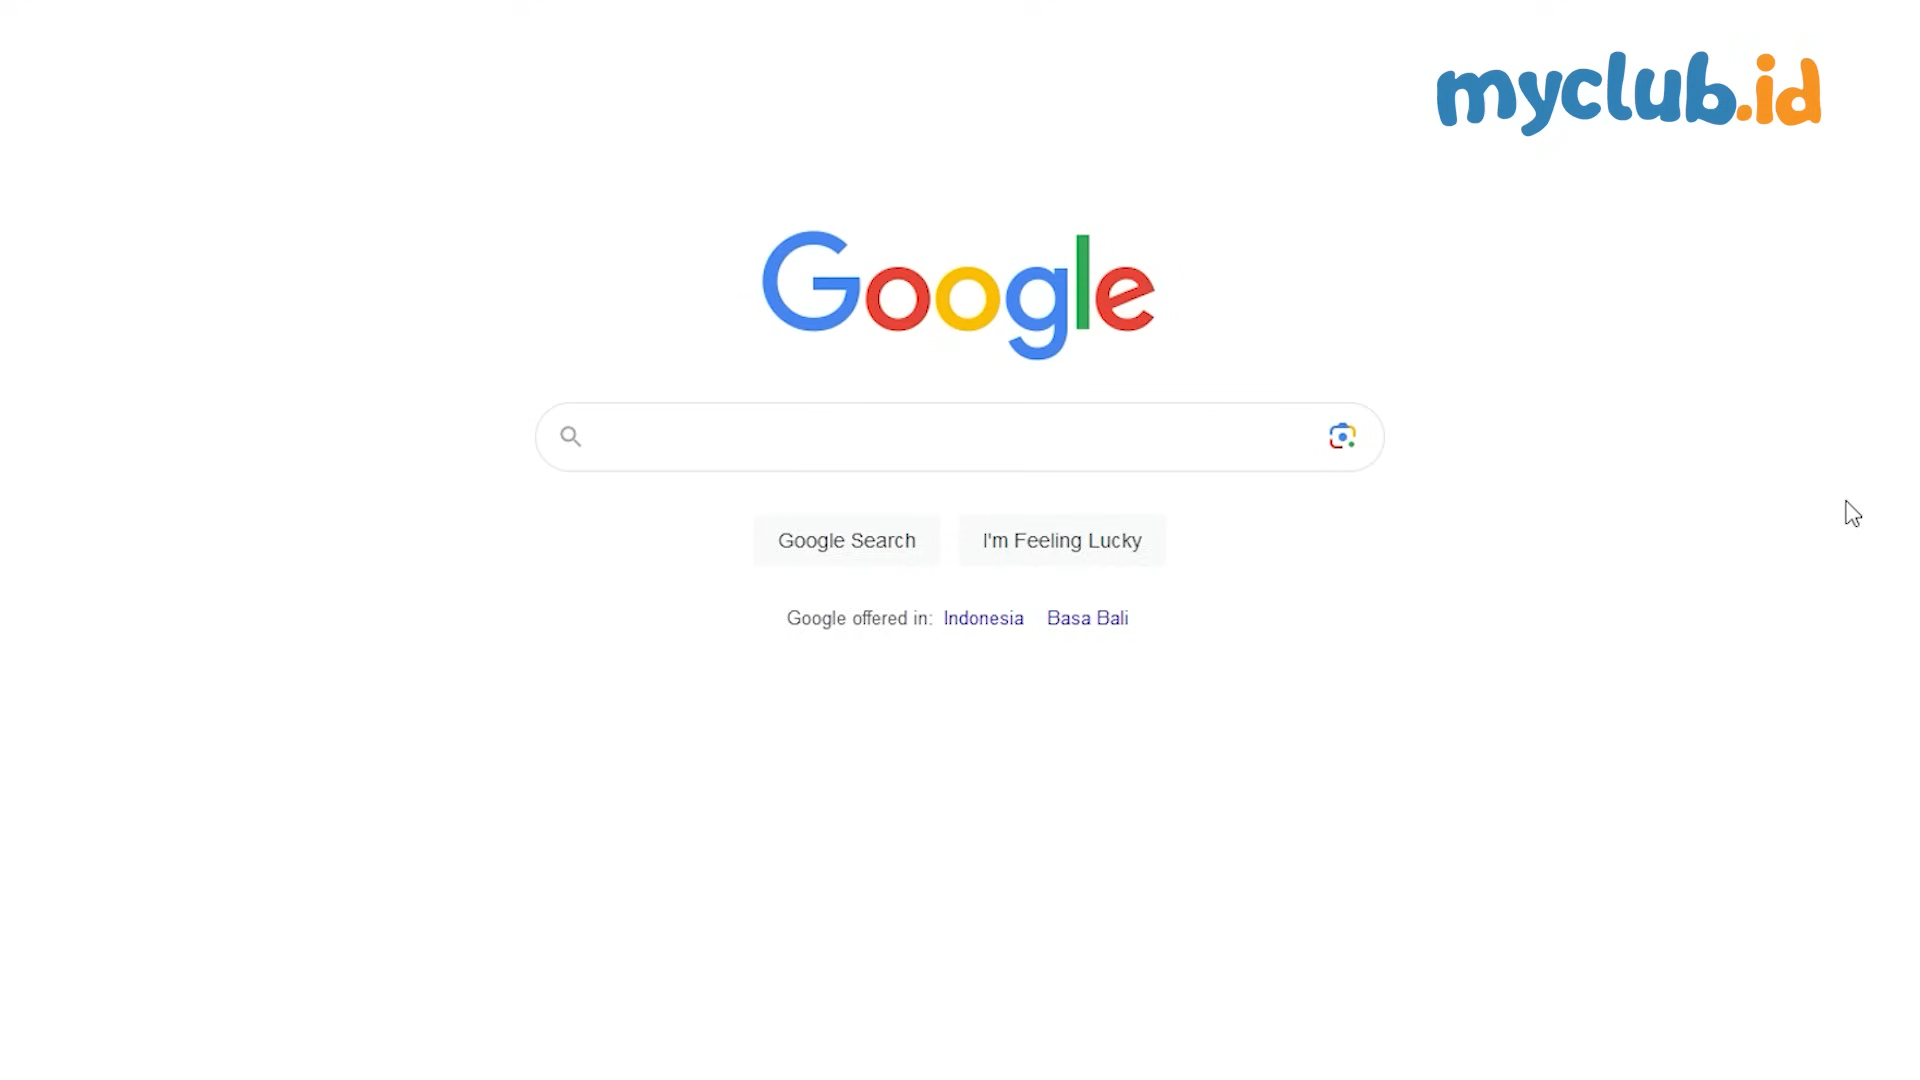 myclub.id
Google
Google Search
I'm Feeling Lucky
Google offered in: Indonesia Basa Bali